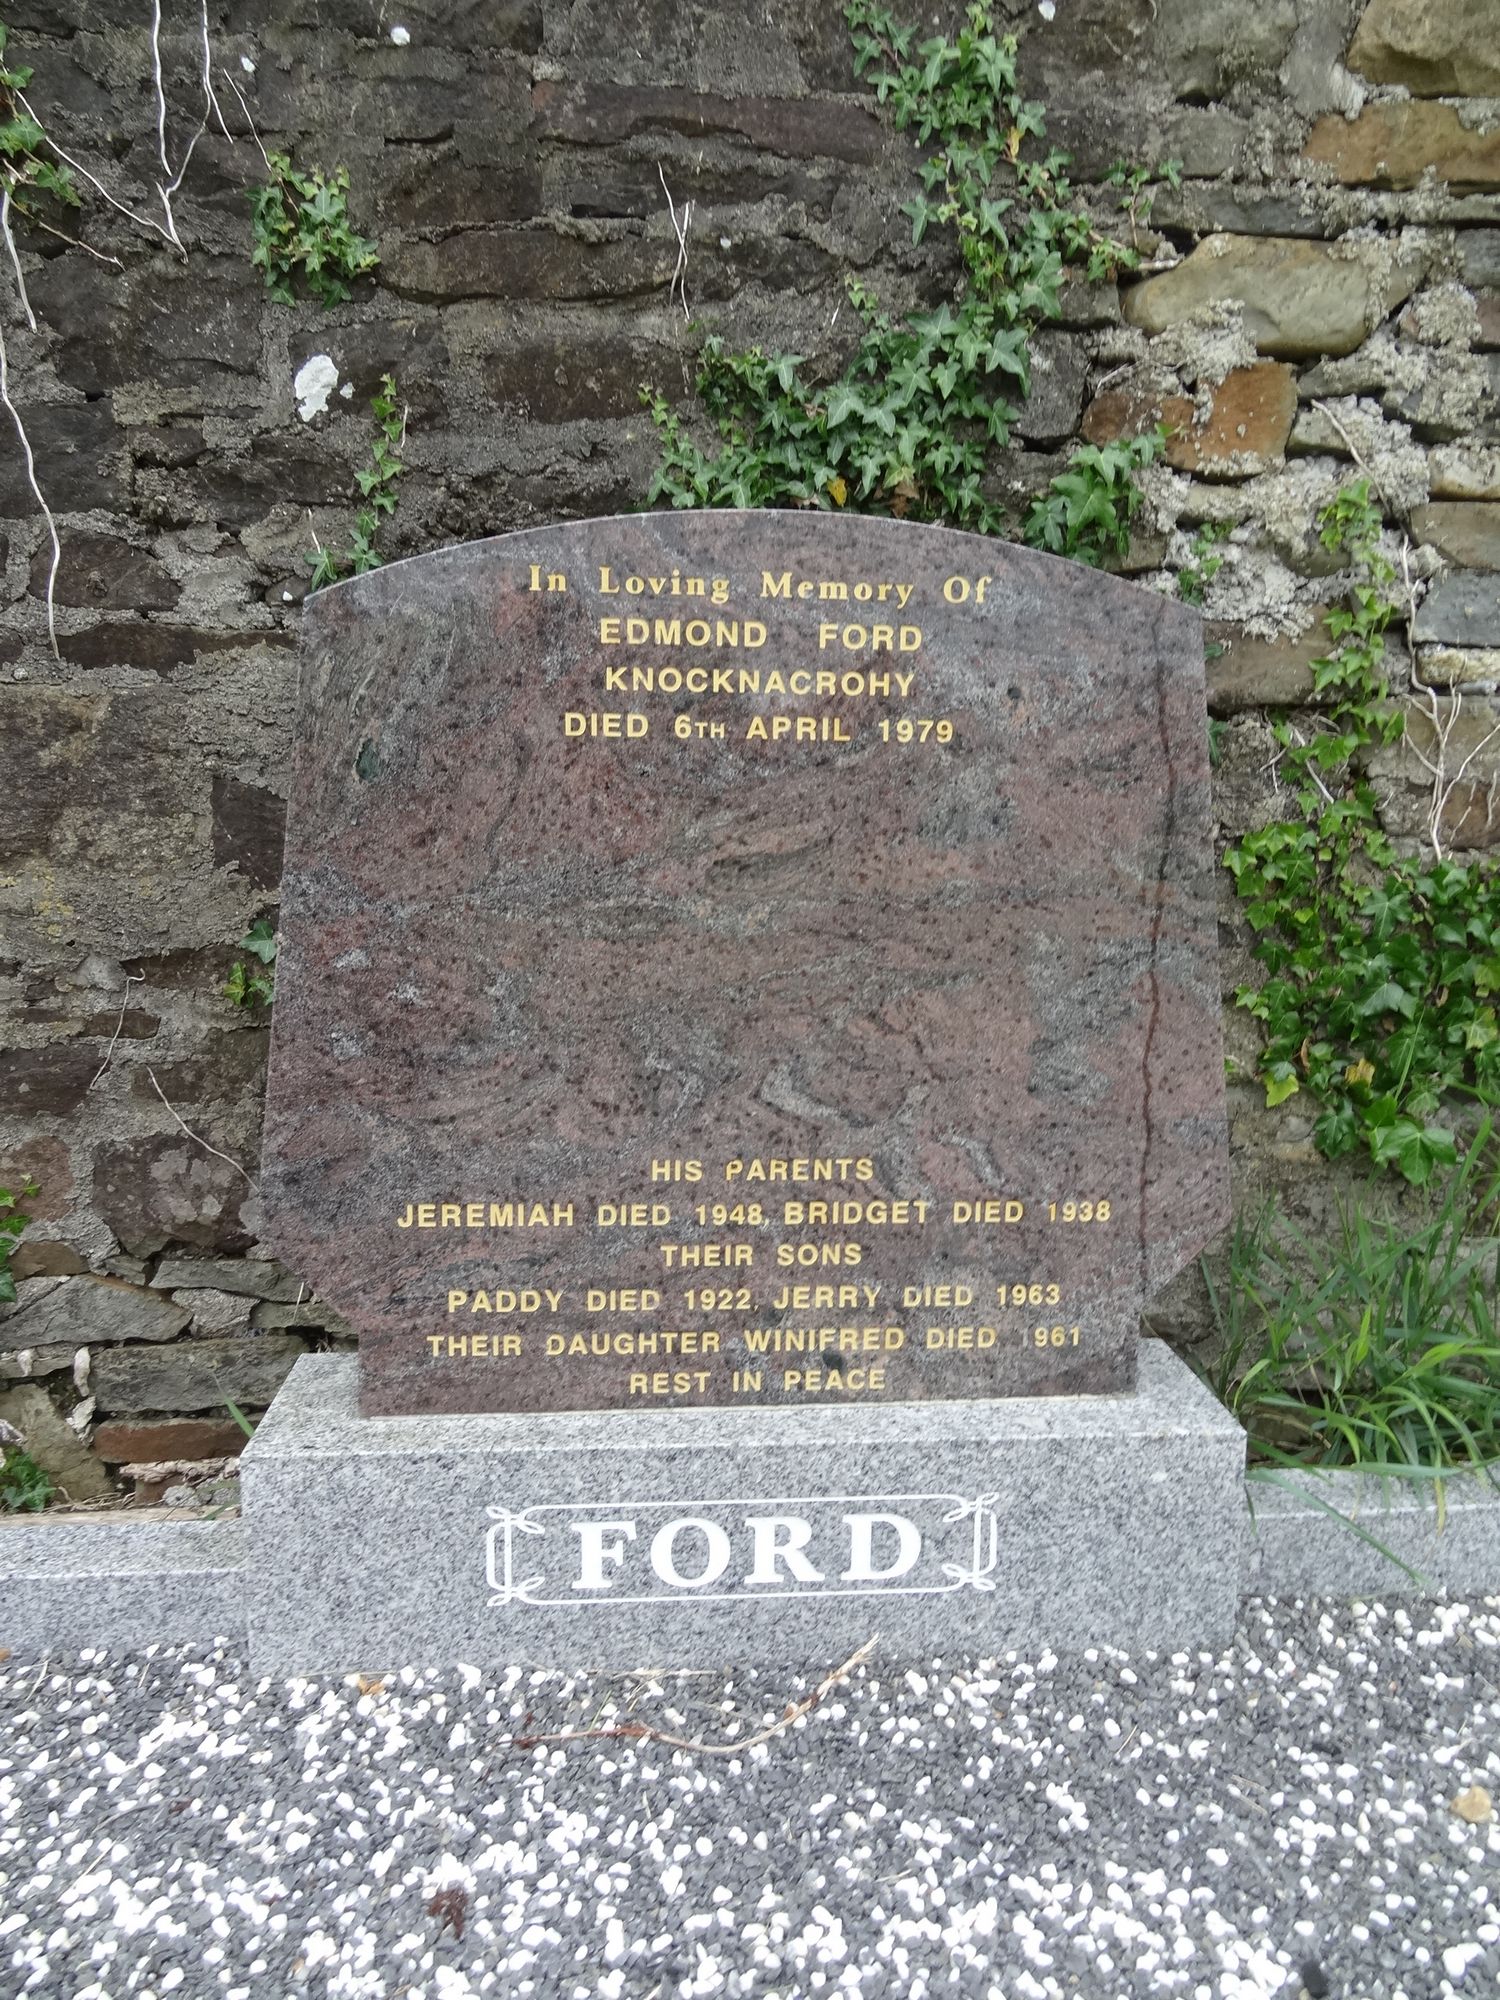 In Loving Memory Of
EDMOND FORD
KNOCKNACROHY
DIED 6TH APRIL 1979
HIS PARENTS
JEREMIAH DIED 1948, BRIDGET DIED 1938
THEIR SONS
PADDY DIED 1922, JERRY DIED 1963
THEIR DAUGHTER WINIFRED DIED 1961
REST IN PEACE
FORD